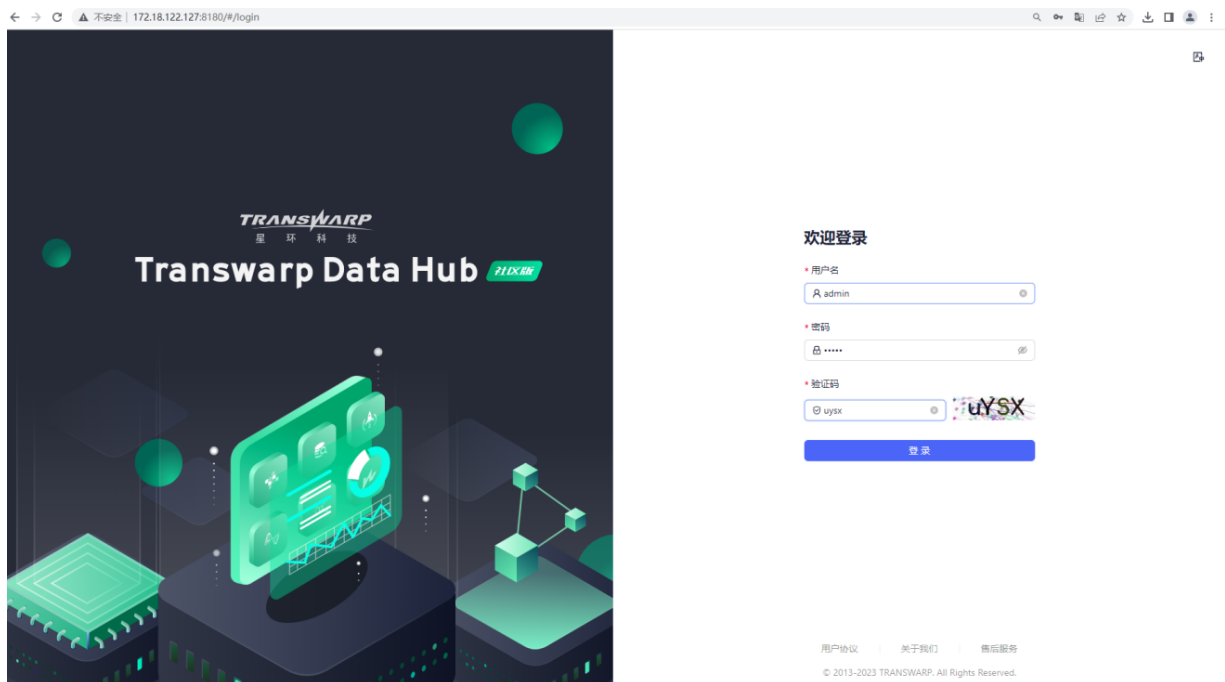 不安全 | 172.18.122.127:8180/#/login
TRANSWARP
星环科技
Transwarp Data Hub 社区版
欢迎登录
* 用户名
admin
* 密码
•••••
* 验证码
uysx
uYSX
登录
用户协议 | 关于我们 | 售后服务
© 2013-2023 TRANSWARP. All Rights Reserved.